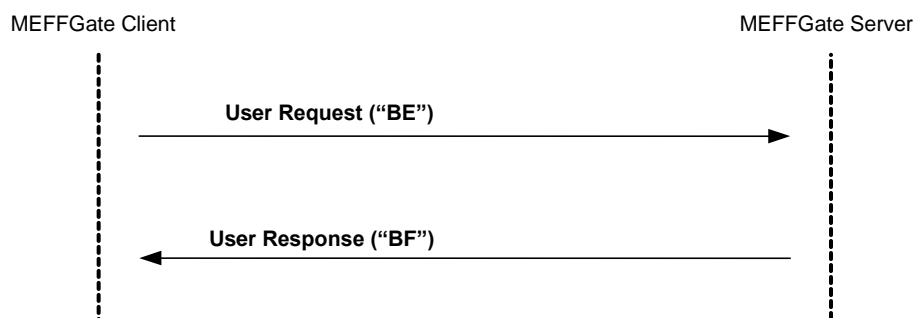 MEFFGate Client
MEFFGate Server
User Request (“BE”)
User Response (“BF”)